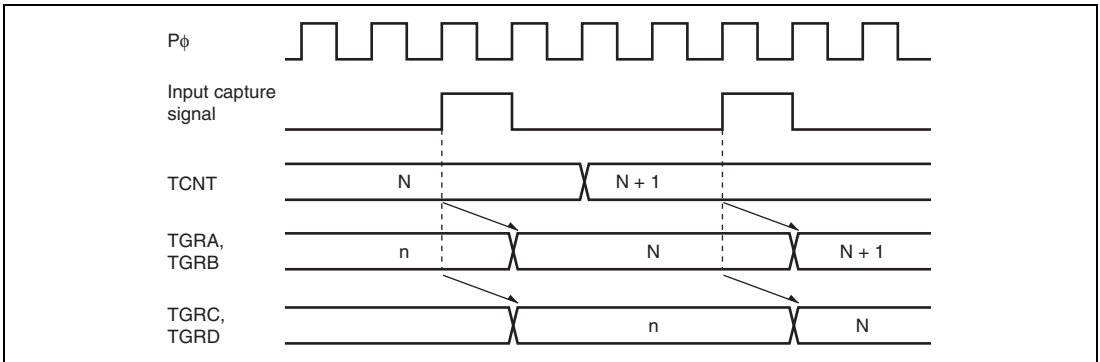 Pϕ
Input capture
signal
TCNT
N
N + 1
TGRA,
TGRB
n
N
N + 1
TGRC,
TGRD
n
N